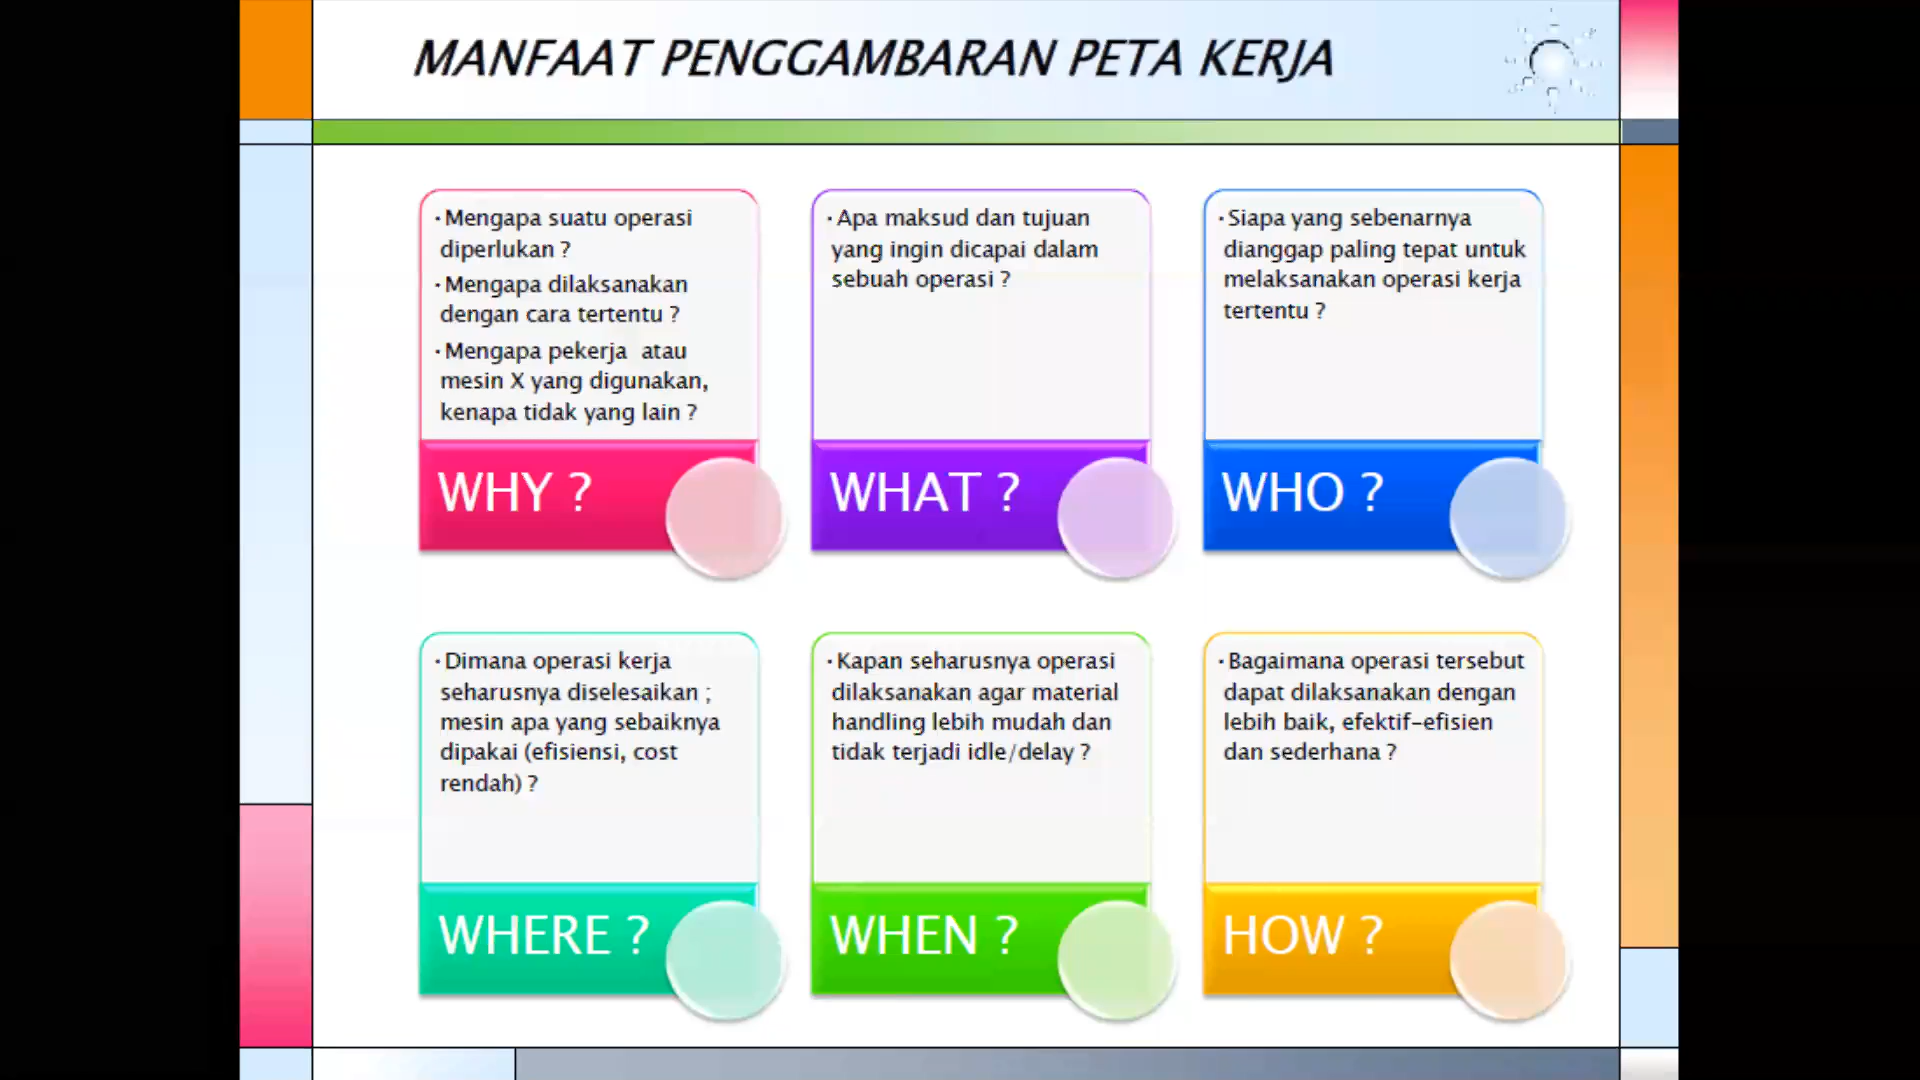 MANFAAT PENGGAMBARAN PETA KERJA
·Mengapa suatu operasi
diperlukan ?
·Mengapa dilaksanakan
dengan cara tertentu ?
·Mengapa pekerja  atau
mesin X yang digunakan,
kenapa tidak yang lain ?
WHY ?
·Apa maksud dan tujuan
yang ingin dicapai dalam
sebuah operasi ?
WHAT ?
·Siapa yang sebenarnya
dianggap paling tepat untuk
melaksanakan operasi kerja
tertentu ?
WHO ?
·Dimana operasi kerja
seharusnya diselesaikan ;
mesin apa yang sebaiknya
dipakai (efisiensi, cost
rendah) ?
WHERE ?
·Kapan seharusnya operasi
dilaksanakan agar material
handling lebih mudah dan
tidak terjadi idle/delay ?
WHEN ?
·Bagaimana operasi tersebut
dapat dilaksanakan dengan
lebih baik, efektif-efisien
dan sederhana ?
HOW ?